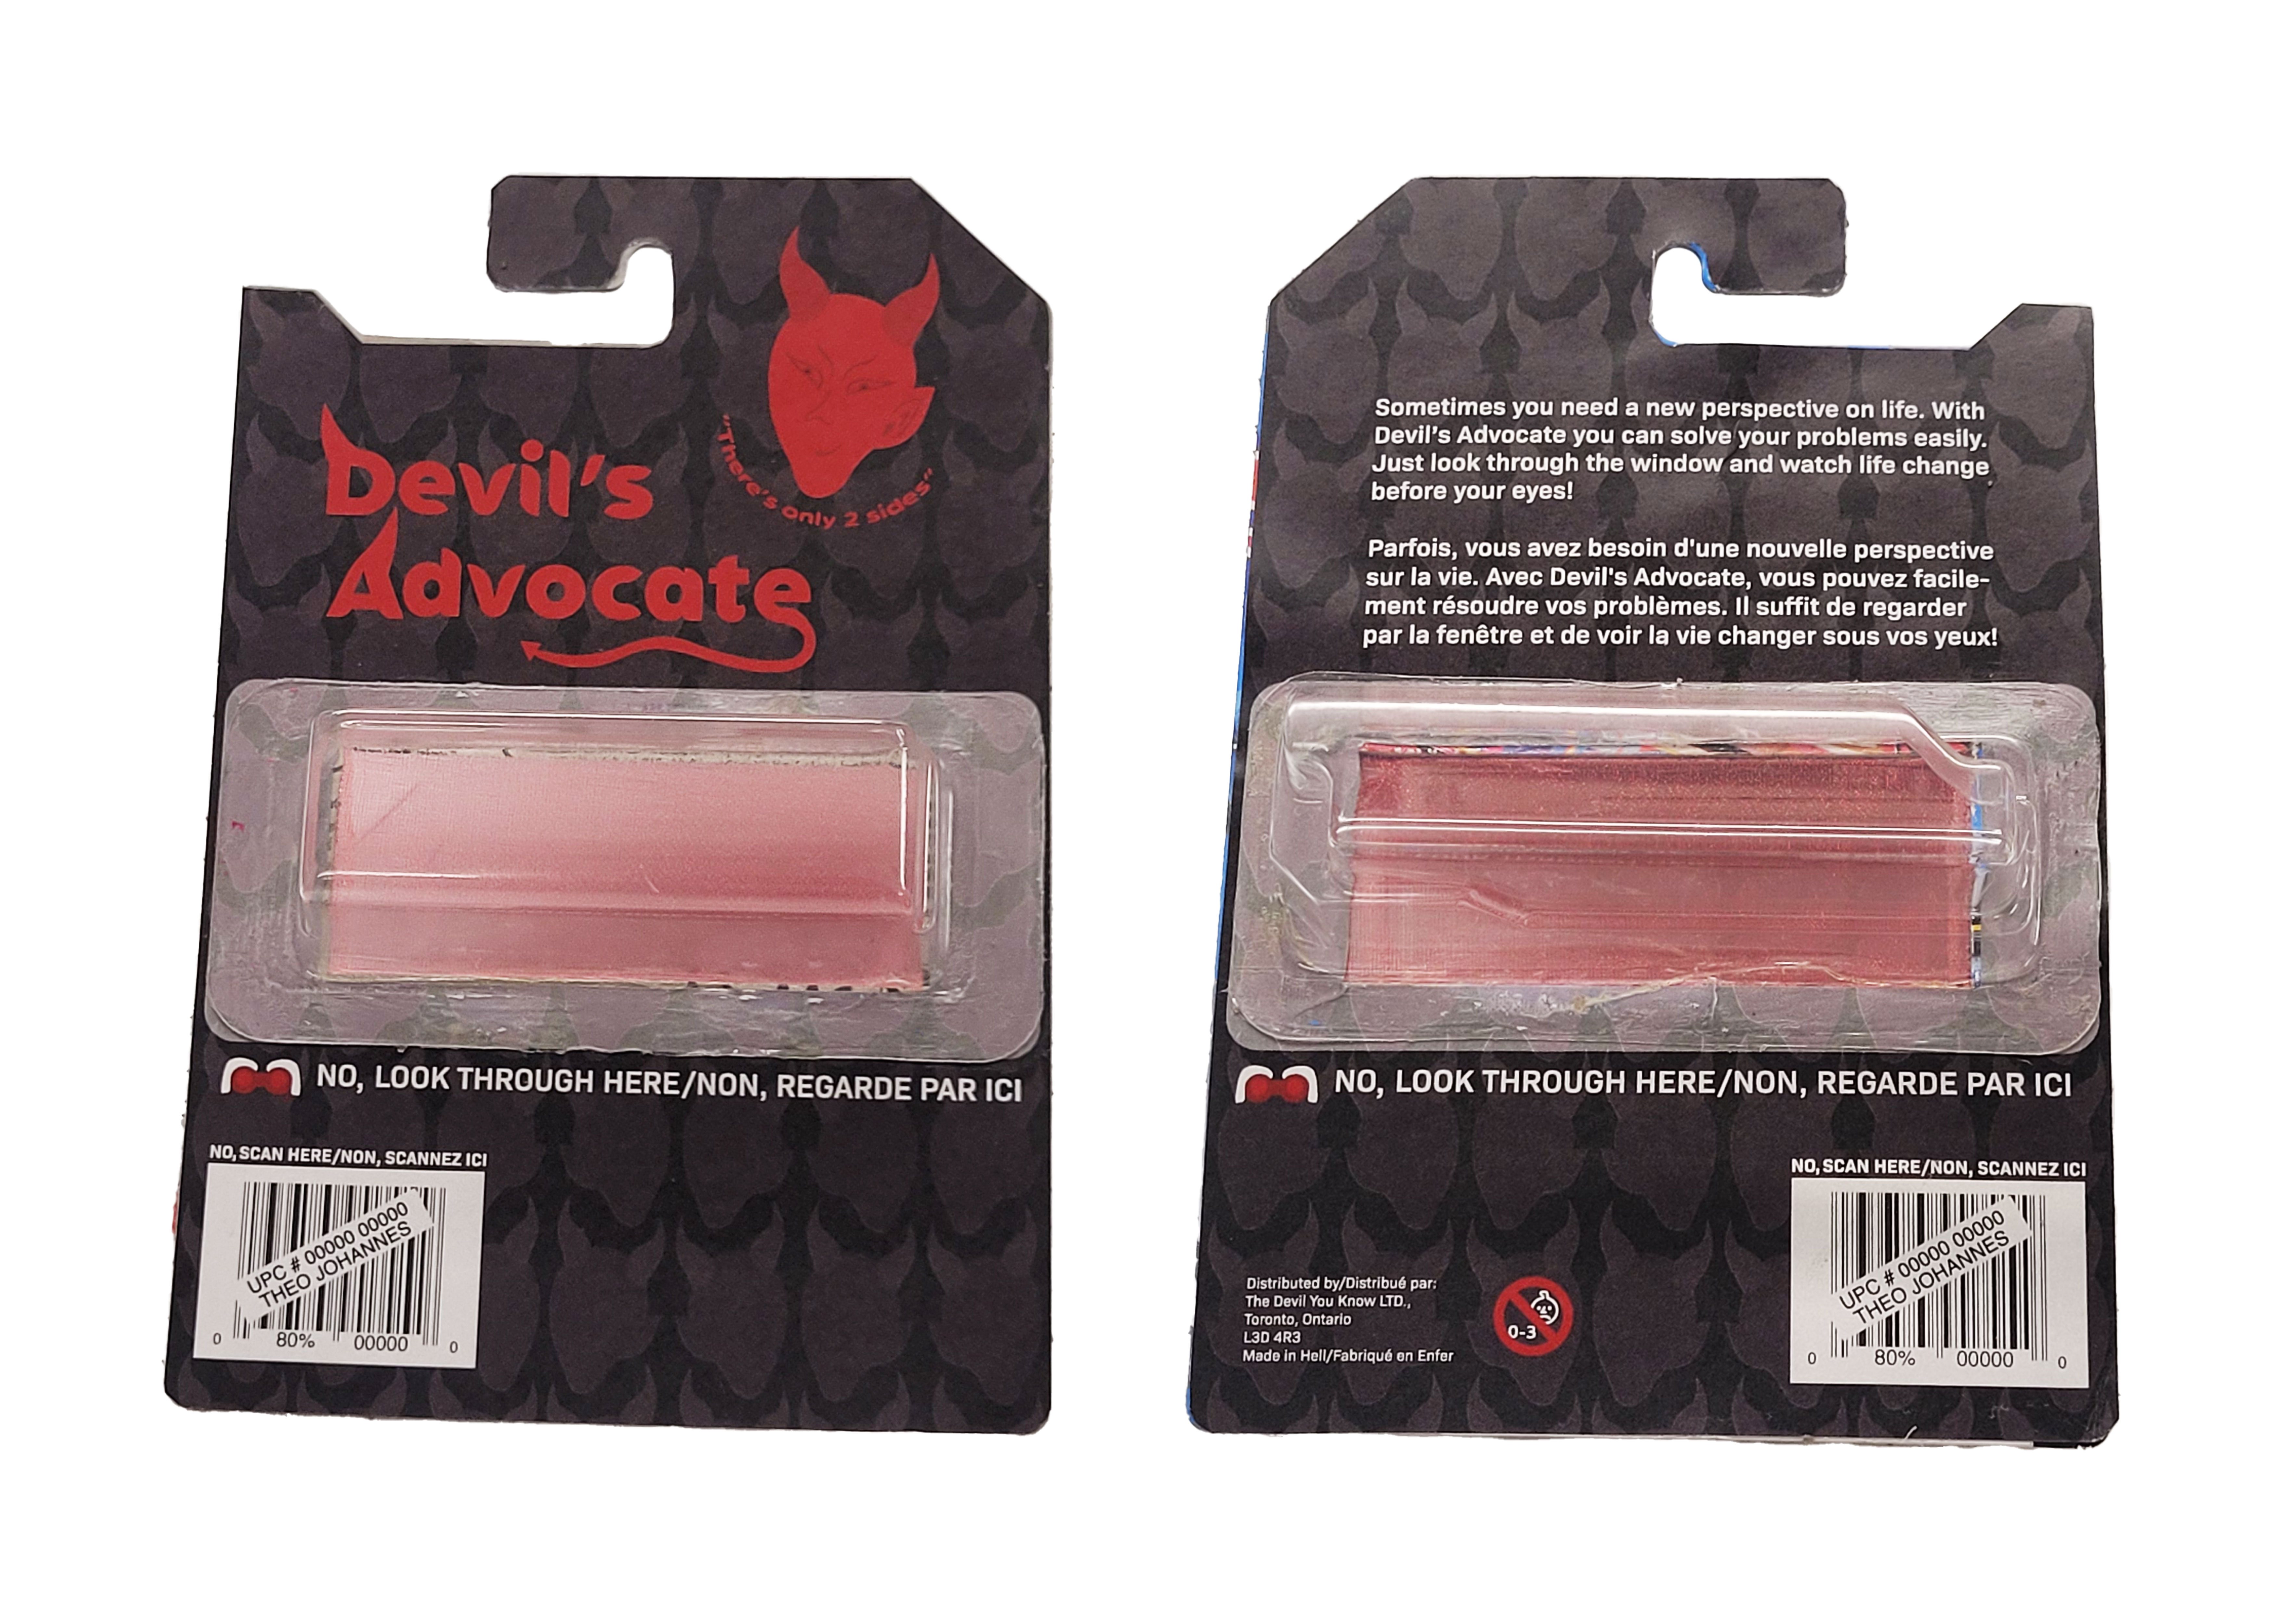 Devil's
Advocate
"There's only 2 sides"
NO, LOOK THROUGH HERE/NON, REGARDE PAR ICI
NO, SCAN HERE/NON, SCANNEZ ICI
UPC # 00000 00000
THEO JOHANNES
0 80% 00000 0
Sometimes you need a new perspective on life. With
Devil's Advocate you can solve your problems easily.
Just look through the window and watch life change
before your eyes!
Parfois, vous avez besoin d'une nouvelle perspective
sur la vie. Avec Devil's Advocate, vous pouvez facile-
ment résoudre vos problèmes. Il suffit de regarder
par la fenêtre et de voir la vie changer sous vos yeux!
NO, LOOK THROUGH HERE/NON, REGARDE PAR ICI
Distributed by/Distribué par:
The Devil You Know LTD.,
Toronto, Ontario
L3D 4R3
Made in Hell/Fabriqué en Enfer
0-3
NO, SCAN HERE/NON, SCANNEZ ICI
UPC # 00000 00000
THEO JOHANNES
0 80% 00000 0